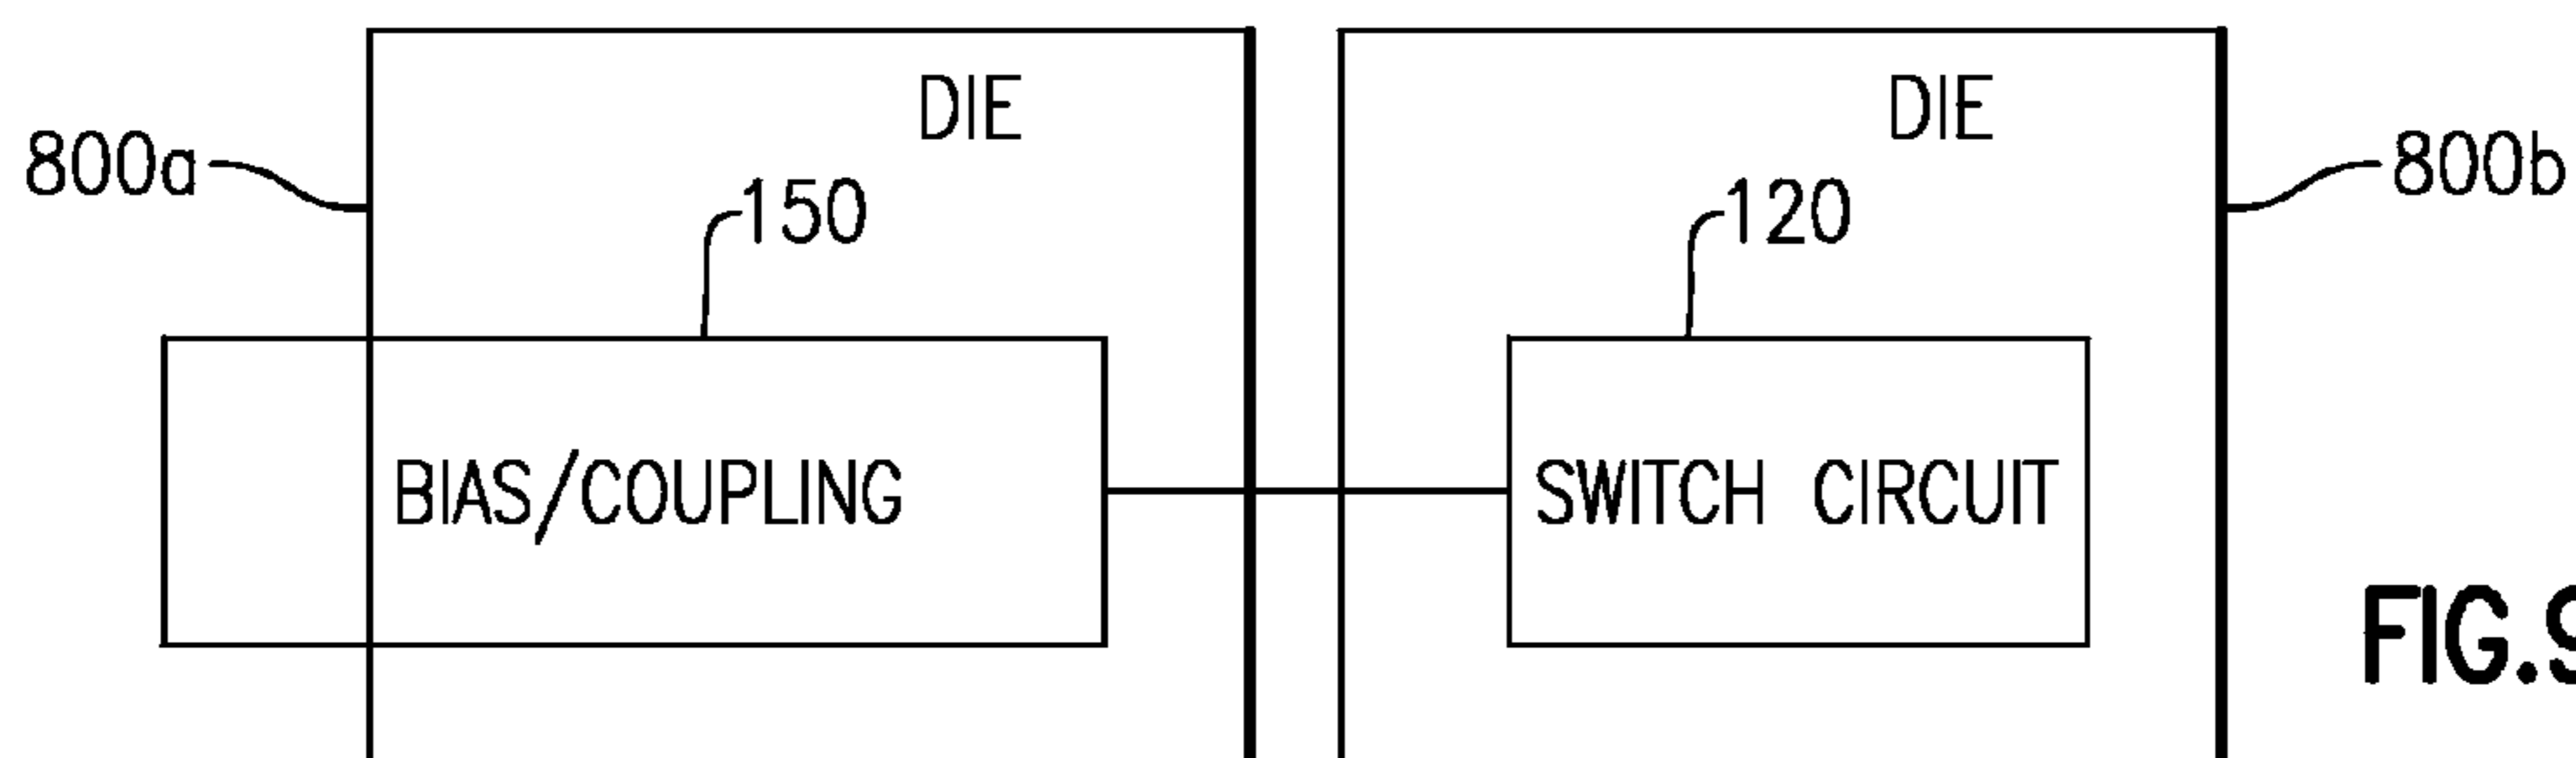 DIE
DIE
800a
800b
150
120
BIAS/COUPLING
SWITCH CIRCUIT